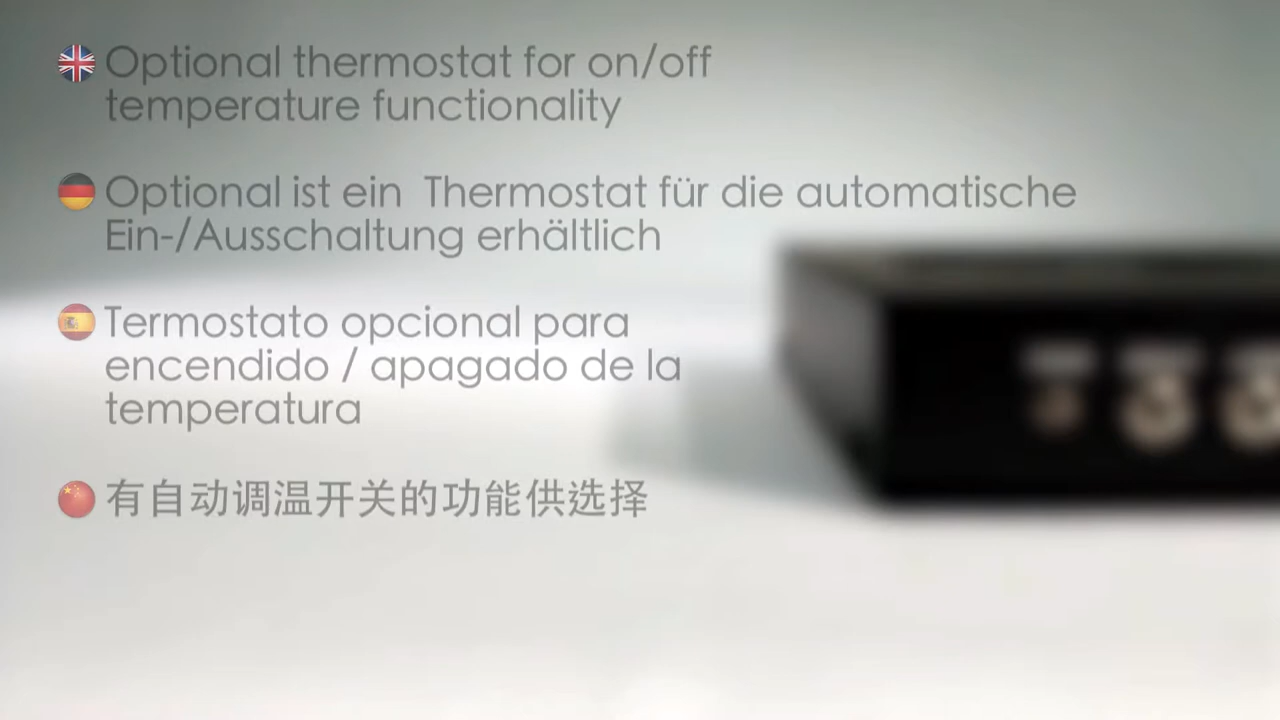 Optional thermostat for on/off
temperature functionality
Optional ist ein Thermostat für die automatische
Ein-/Ausschaltung erhältlich
Termostato opcional para
encendido / apagado de la
temperatura
有自动调温开关的功能供选择